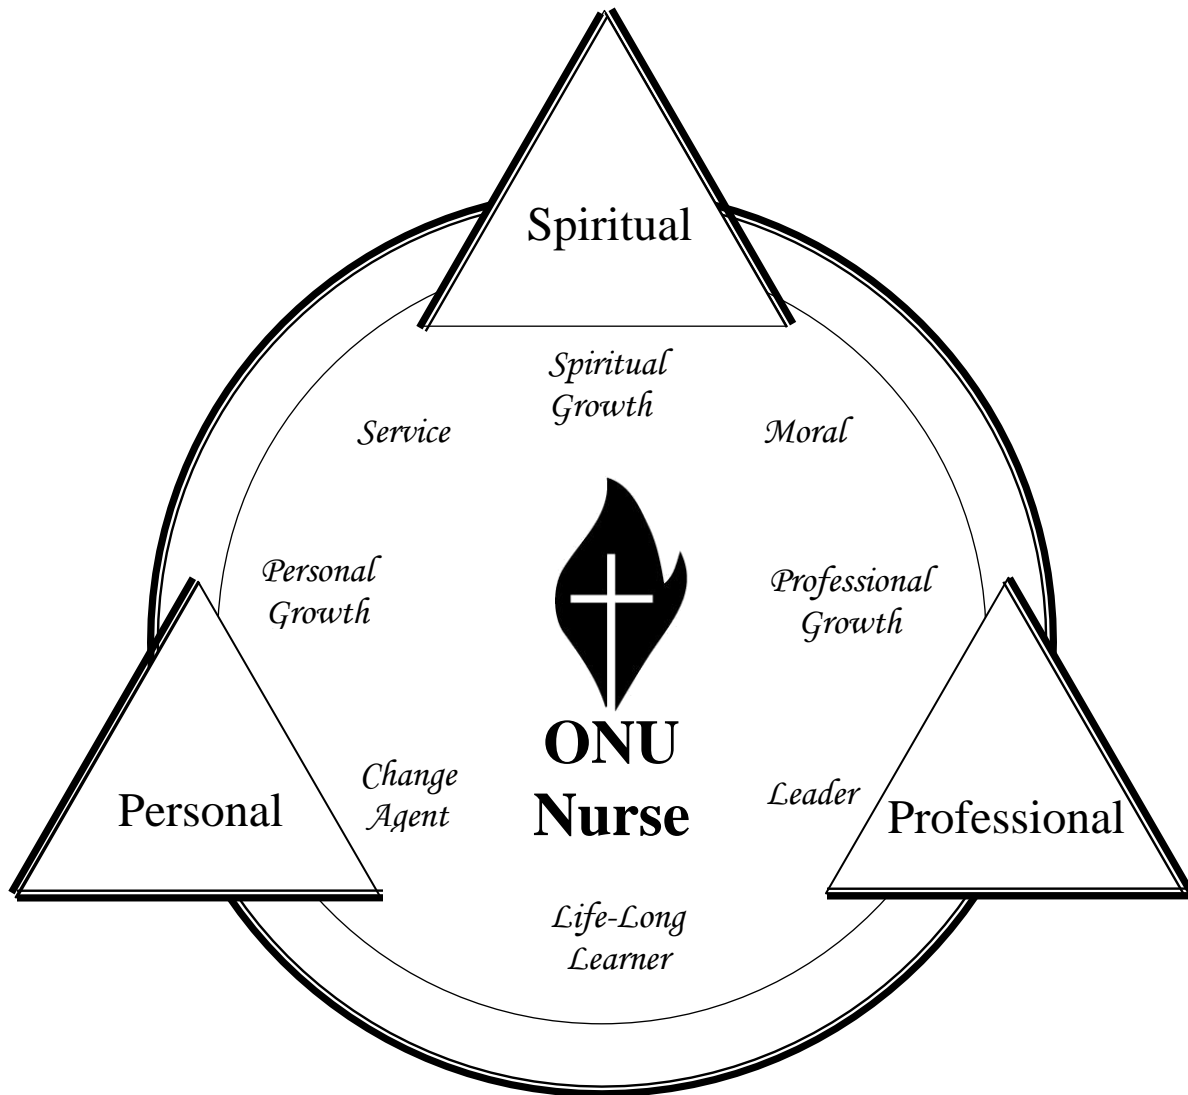 Spiritual
Spiritual
Growth
Service
Moral
Personal
Growth
Professional
Growth
ONU
Nurse
Change
Agent
Leader
Personal
Professional
Life-Long
Learner